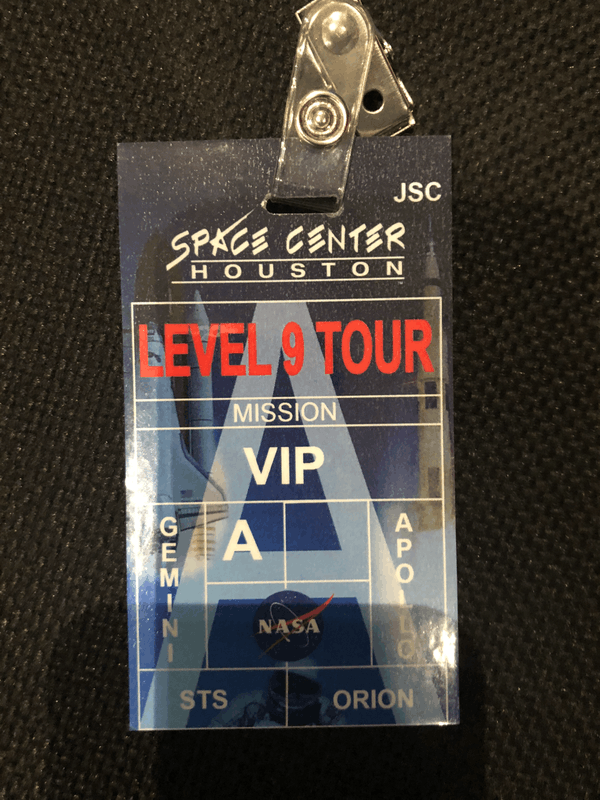 JSC
SPACE CENTER
HOUSTON
LEVEL 9 TOUR
MISSION
VIP
A
GEMINI
APOLLO
NASA
STS
ORION